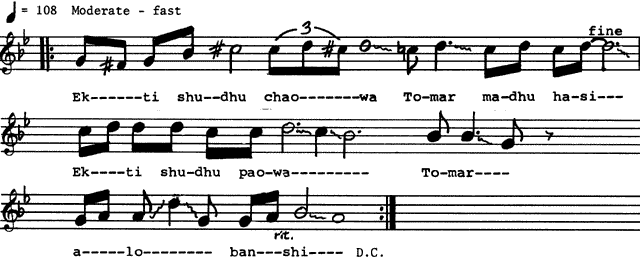 ♩ = 108 Moderate - fast
3
fine
Ek------ti shu--dhu chao--------wa To-mar ma-dhu ha-si---
Ek----ti shu-dhu pao-wa---------- To-mar----
rit.
a-----lo-------- ban---shi---- D.C.